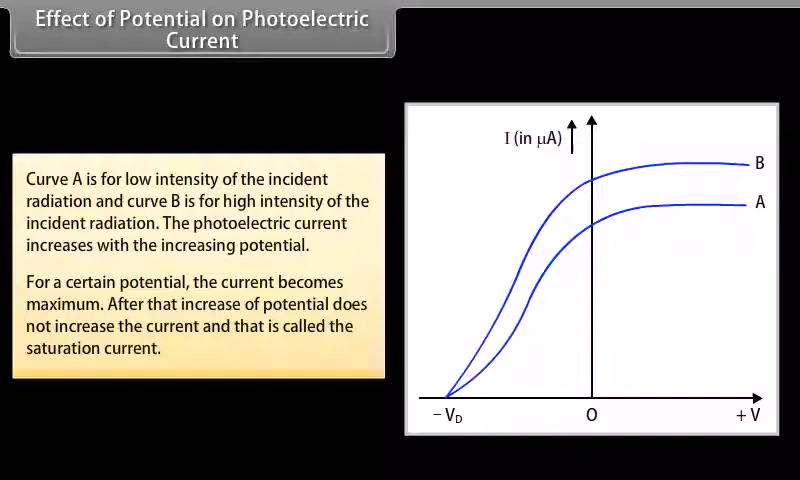 Effect of Potential on Photoelectric
Current
Curve A is for low intensity of the incident
radiation and curve B is for high intensity of the
incident radiation. The photoelectric current
increases with the increasing potential.
For a certain potential, the current becomes
maximum. After that increase of potential does
not increase the current and that is called the
saturation current.
I (in μA)
B
A
– VD
O
+ V